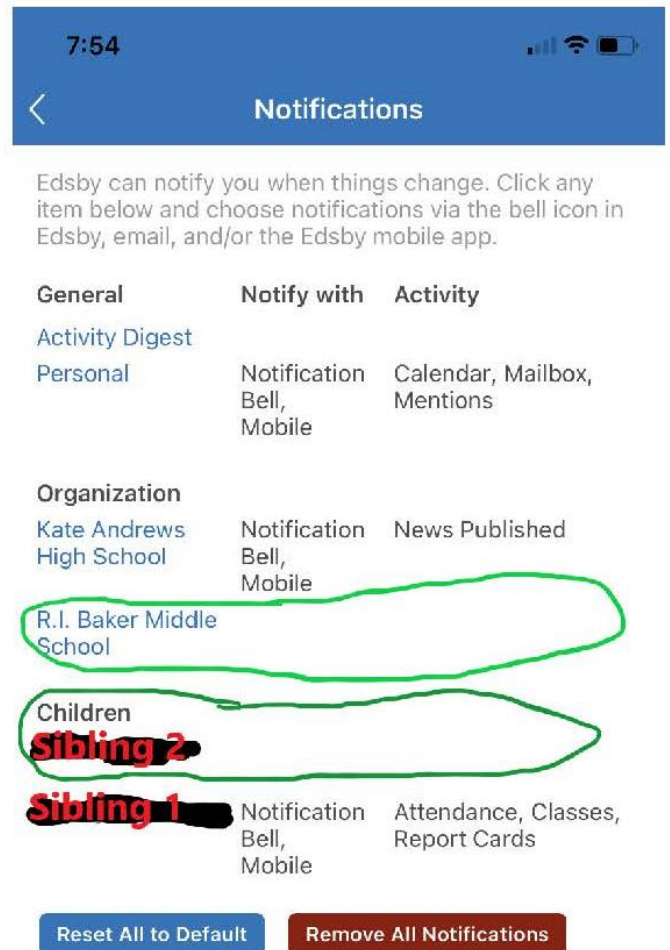 7:54
Notifications
Edsby can notify you when things change. Click any
item below and choose notifications via the bell icon in
Edsby, email, and/or the Edsby mobile app.
General Notify with Activity
Activity Digest
Personal Notification Calendar, Mailbox,
Bell, Mentions
Mobile
Organization
Kate Andrews Notification News Published
High School Bell,
Mobile
R.I. Baker Middle
School
Children
Sibling 2
Sibling 1 Notification Attendance, Classes,
Bell, Report Cards
Mobile
Reset All to Default Remove All Notifications